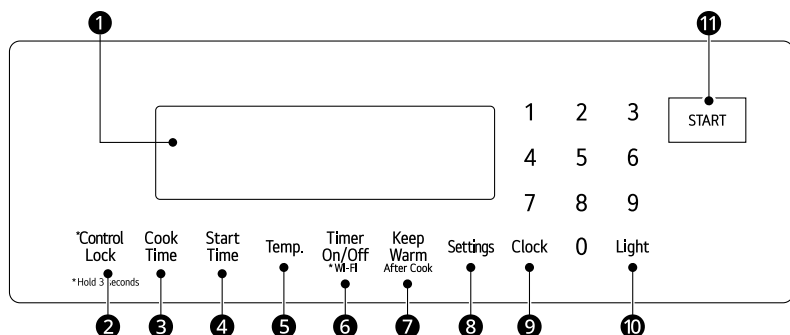 1
11
1 2 3
START
4 5 6
7 8 9
*Control Lock
Cook Time
Start Time
Temp.
Timer On/Off
*Wi-Fi
Keep Warm
After Cook
Settings
Clock
0
Light
*Hold 3 seconds
2 3 4 5 6 7 8 9 10